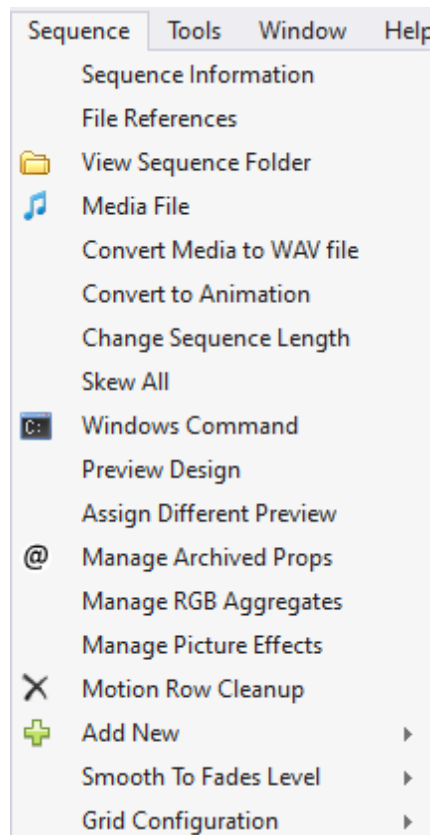 Sequence Tools Window Help
Sequence Information
File References
View Sequence Folder
Media File
Convert Media to WAV file
Convert to Animation
Change Sequence Length
Skew All
C:
Windows Command
Preview Design
Assign Different Preview
@ Manage Archived Props
Manage RGB Aggregates
Manage Picture Effects
Motion Row Cleanup
Add New
Smooth To Fades Level
Grid Configuration